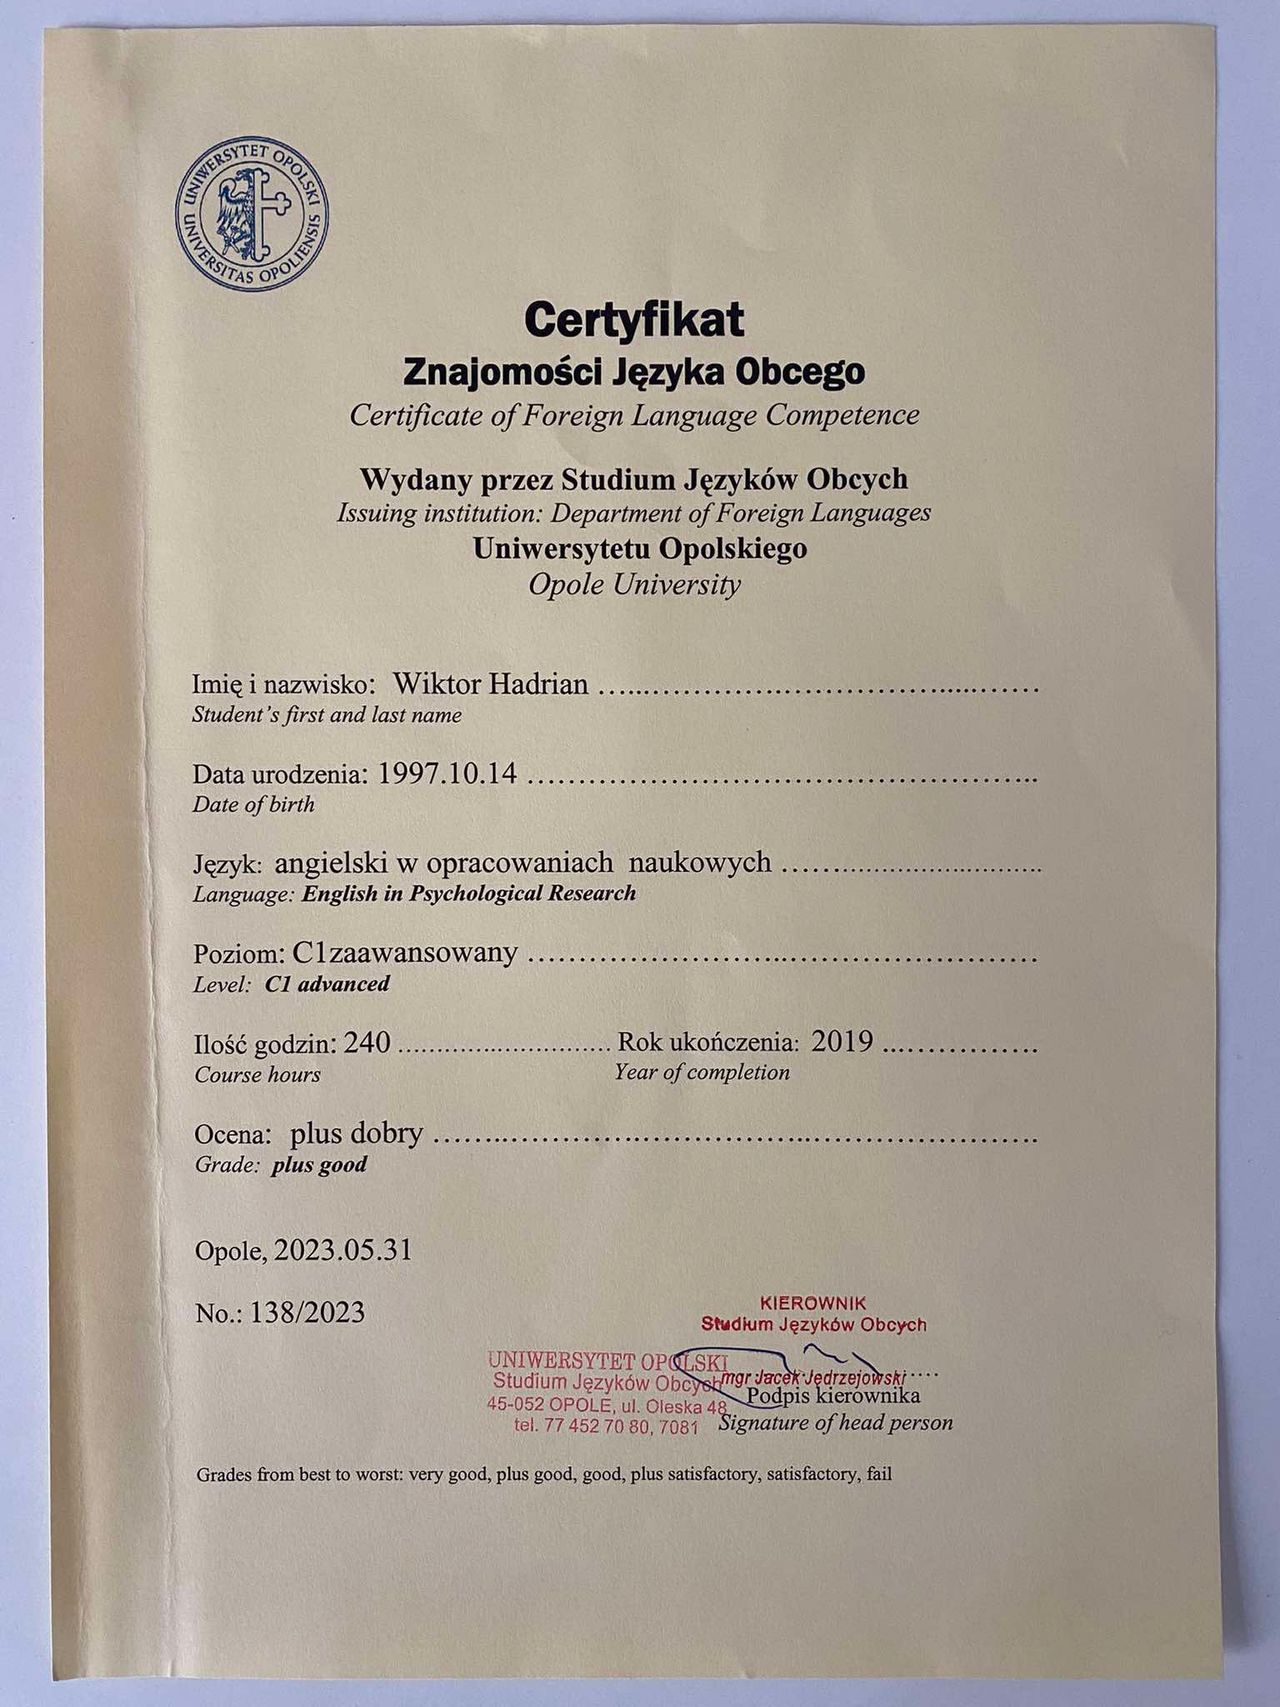 UNIWERSYTET OPOLSKI
UNIVERSITAS OPOLIENSIS
Certyfikat
Znajomości Języka Obcego
Certificate of Foreign Language Competence
Wydany przez Studium Języków Obcych
Issuing institution: Department of Foreign Languages
Uniwersytetu Opolskiego
Opole University
Imię i nazwisko: Wiktor Hadrian
Student's first and last name
Data urodzenia: 1997.10.14
Date of birth
Język: angielski w opracowaniach naukowych
Language: English in Psychological Research
Poziom: C1zaawansowany
Level: C1 advanced
Ilość godzin: 240 Rok ukończenia: 2019
Course hours Year of completion
Ocena: plus dobry
Grade: plus good
Opole, 2023.05.31
No.: 138/2023
KIEROWNIK
Studium Języków Obcych
mgr Jacek Jędrzejowski
Podpis kierownika
Signature of head person
UNIWERSYTET OPOLSKI
Studium Języków Obcych
45-052 OPOLE, ul. Oleska 48
tel. 77 452 70 80, 7081
Grades from best to worst: very good, plus good, good, plus satisfactory, satisfactory, fail